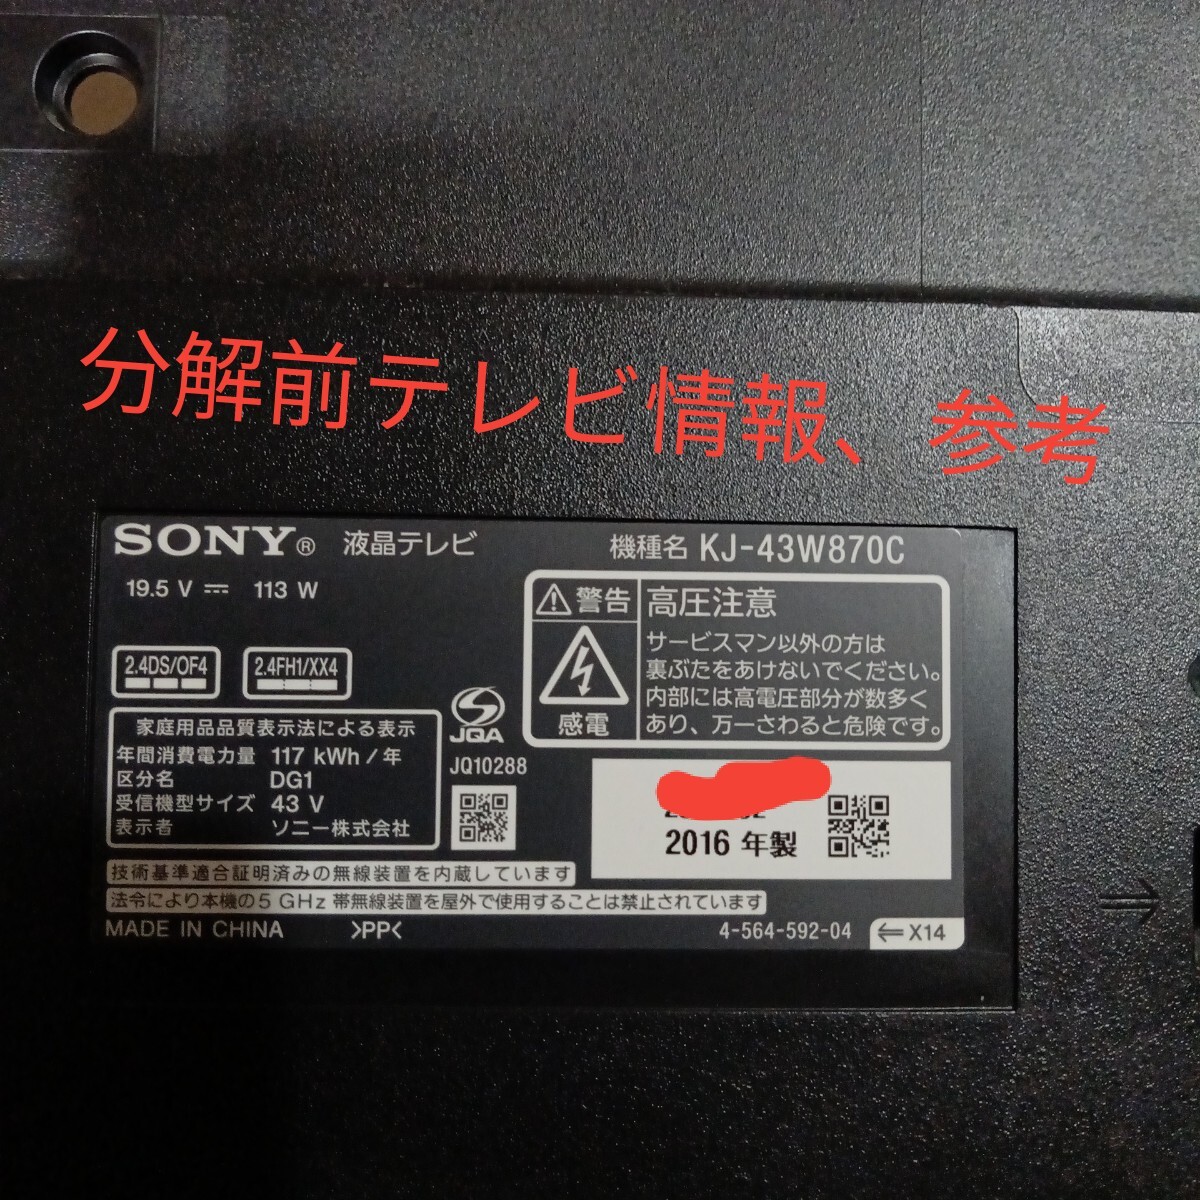 分解前テレビ情報、参考
SONY® 液晶テレビ
機種名 KJ-43W870C
19.5 V ⎓ 113 W
2.4DS/OF4
2.4FH1/XX4
警告
高圧注意
サービスマン以外の方は
裏ぶたをあけないでください。
内部には高電圧部分が数多く
あり、万一さわると危険です。
感電
家庭用品品質表示法による表示
年間消費電力量 117 kWh / 年
区分名 DG1
受信機型サイズ 43 V
表示者 ソニー株式会社
JQA
JQ10288
2016 年製
技術基準適合証明済みの無線装置を内蔵しています
法令により本機の5 GHz 帯無線装置を屋外で使用することは禁止されています
MADE IN CHINA >PP< 4-564-592-04 ⇐X14